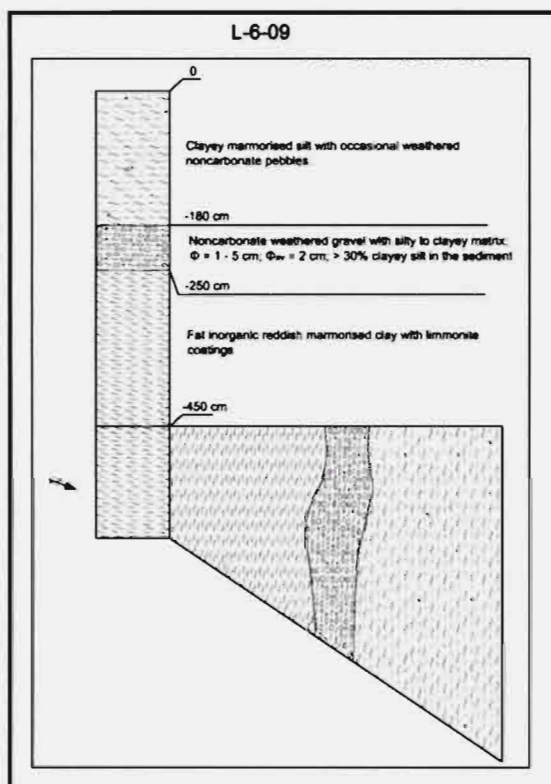 L-6-09
0
Clayey marmorised silt with occasional weathered
noncarbonate pebbles
-180 cm
Noncarbonate weathered gravel with silty to clayey matrix;
Φ = 1 - 5 cm; Φav = 2 cm; > 30% clayey silt in the sediment
-250 cm
Fat inorganic reddish marmorised clay with limmonite
coatings
-450 cm